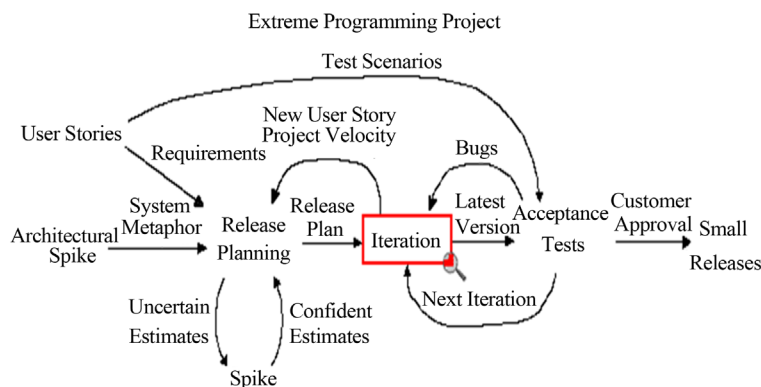 Extreme Programming Project
Test Scenarios
New User Story
Project Velocity
User Stories
Requirements
Bugs
System
Metaphor
Release
Planning
Release
Plan
Iteration
Latest
Version
Acceptance
Tests
Customer
Approval
Small
Releases
Architectural
Spike
Uncertain
Estimates
Confident
Estimates
Next Iteration
Spike